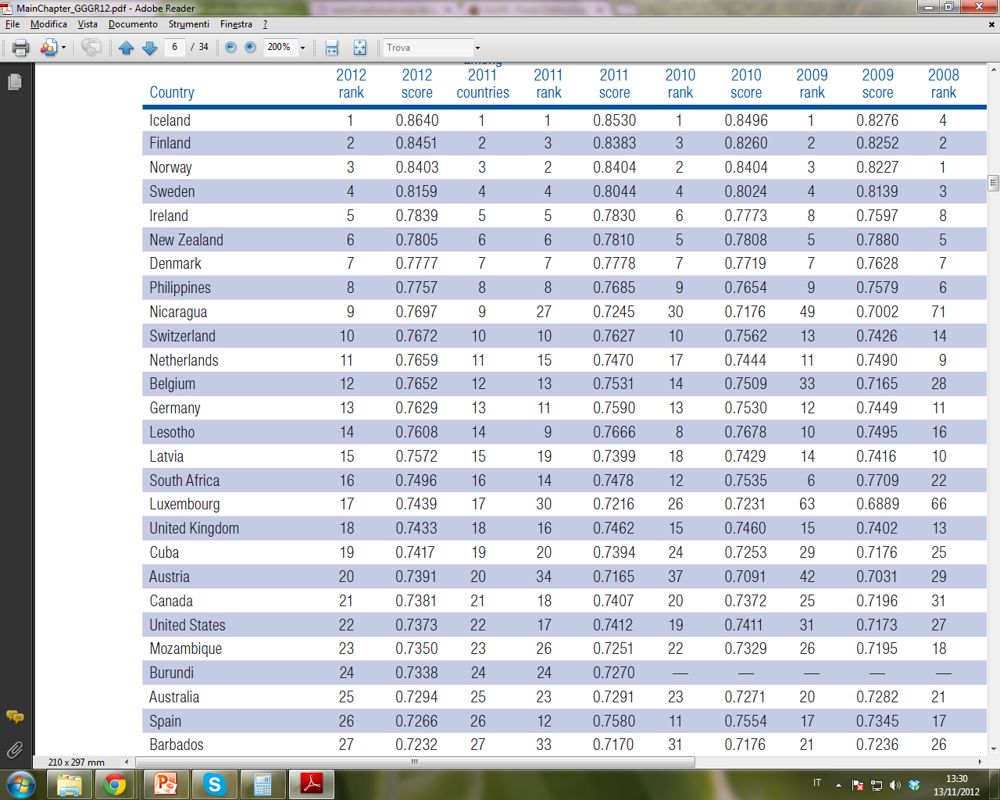 MainChapter_GGGR12.pdf - Adobe Reader
File Modifica Vista Documento Strumenti Finestra ?
6 / 34 200% Trova
among
2012 2012 2011 2011 2011 2010 2010 2009 2009 2008
Country rank score countries rank score rank score rank score rank
Iceland 1 0.8640 1 1 0.8530 1 0.8496 1 0.8276 4
Finland 2 0.8451 2 3 0.8383 3 0.8260 2 0.8252 2
Norway 3 0.8403 3 2 0.8404 2 0.8404 3 0.8227 1
Sweden 4 0.8159 4 4 0.8044 4 0.8024 4 0.8139 3
Ireland 5 0.7839 5 5 0.7830 6 0.7773 8 0.7597 8
New Zealand 6 0.7805 6 6 0.7810 5 0.7808 5 0.7880 5
Denmark 7 0.7777 7 7 0.7778 7 0.7719 7 0.7628 7
Philippines 8 0.7757 8 8 0.7685 9 0.7654 9 0.7579 6
Nicaragua 9 0.7697 9 27 0.7245 30 0.7176 49 0.7002 71
Switzerland 10 0.7672 10 10 0.7627 10 0.7562 13 0.7426 14
Netherlands 11 0.7659 11 15 0.7470 17 0.7444 11 0.7490 9
Belgium 12 0.7652 12 13 0.7531 14 0.7509 33 0.7165 28
Germany 13 0.7629 13 11 0.7590 13 0.7530 12 0.7449 11
Lesotho 14 0.7608 14 9 0.7666 8 0.7678 10 0.7495 16
Latvia 15 0.7572 15 19 0.7399 18 0.7429 14 0.7416 10
South Africa 16 0.7496 16 14 0.7478 12 0.7535 6 0.7709 22
Luxembourg 17 0.7439 17 30 0.7216 26 0.7231 63 0.6889 66
United Kingdom 18 0.7433 18 16 0.7462 15 0.7460 15 0.7402 13
Cuba 19 0.7417 19 20 0.7394 24 0.7253 29 0.7176 25
Austria 20 0.7391 20 34 0.7165 37 0.7091 42 0.7031 29
Canada 21 0.7381 21 18 0.7407 20 0.7372 25 0.7196 31
United States 22 0.7373 22 17 0.7412 19 0.7411 31 0.7173 27
Mozambique 23 0.7350 23 26 0.7251 22 0.7329 26 0.7195 18
Burundi 24 0.7338 24 24 0.7270 — — — — —
Australia 25 0.7294 25 23 0.7291 23 0.7271 20 0.7282 21
Spain 26 0.7266 26 12 0.7580 11 0.7554 17 0.7345 17
Barbados 27 0.7232 27 33 0.7170 31 0.7176 21 0.7236 26
210 x 297 mm
IT 13:30
13/11/2012